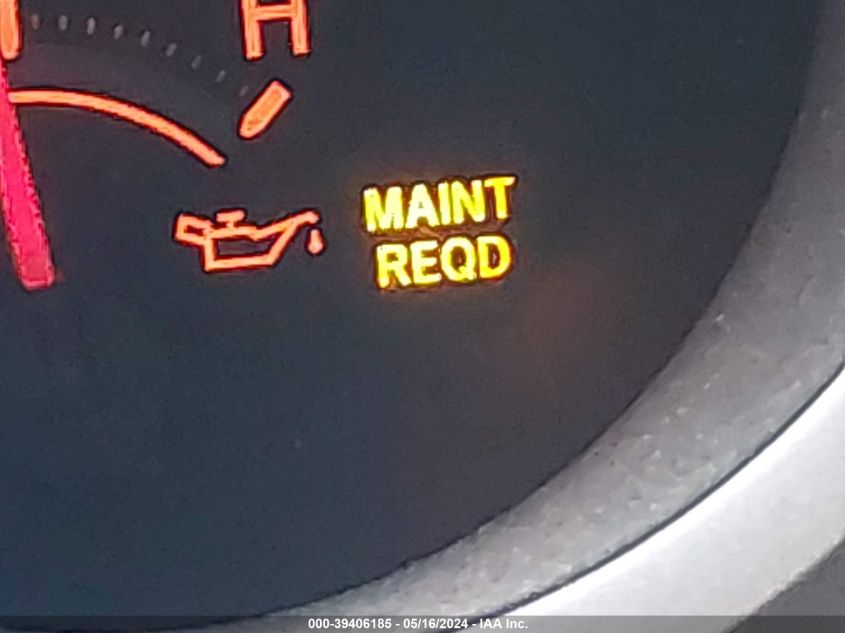 H
MAINT
REQD
000-39406185 - 05/16/2024 - IAA Inc.